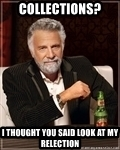 COLLECTIONS?
I THOUGHT YOU SAID LOOK AT MY
RELECTION